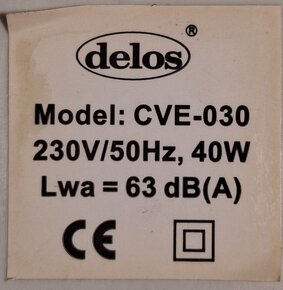 delos®
Model: CVE-030
230V/50Hz, 40W
Lwa = 63 dB(A)
CE